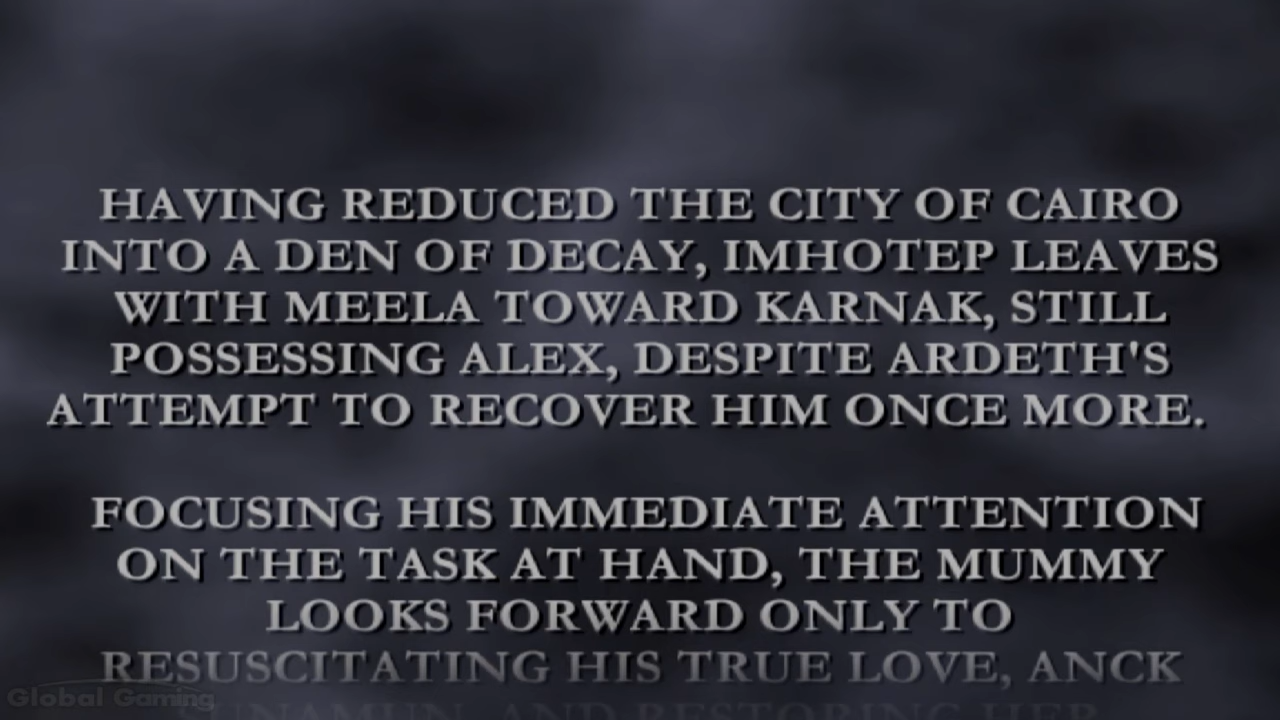 HAVING REDUCED THE CITY OF CAIRO
INTO A DEN OF DECAY, IMHOTEP LEAVES
WITH MEELA TOWARD KARNAK, STILL
POSSESSING ALEX, DESPITE ARDETH'S
ATTEMPT TO RECOVER HIM ONCE MORE.
FOCUSING HIS IMMEDIATE ATTENTION
ON THE TASK AT HAND, THE MUMMY
LOOKS FORWARD ONLY TO
RESUSCITATING HIS TRUE LOVE, ANCK
Global Gaming
UNAMUN, AND RESTORING HER